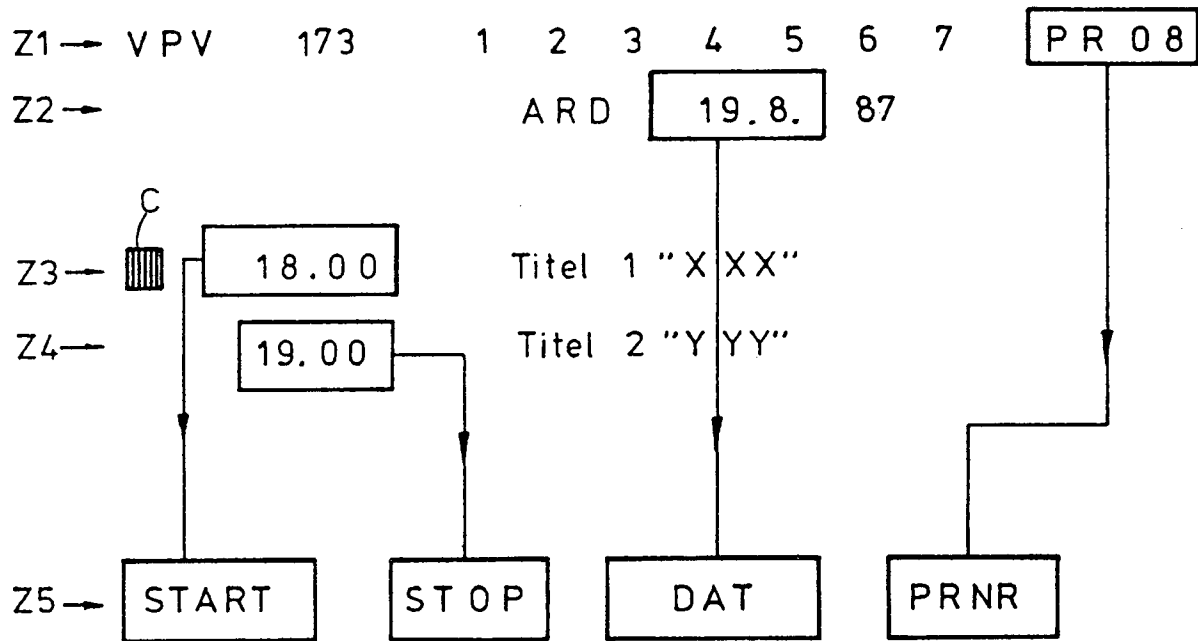 Z1 VPV 173 1 2 3 4 5 6 7 PR 08
Z2 ARD 19.8. 87
C
Z3 18.00 Titel 1 "XXX"
Z4 19.00 Titel 2 "YYY"
Z5 START STOP DAT PRNR